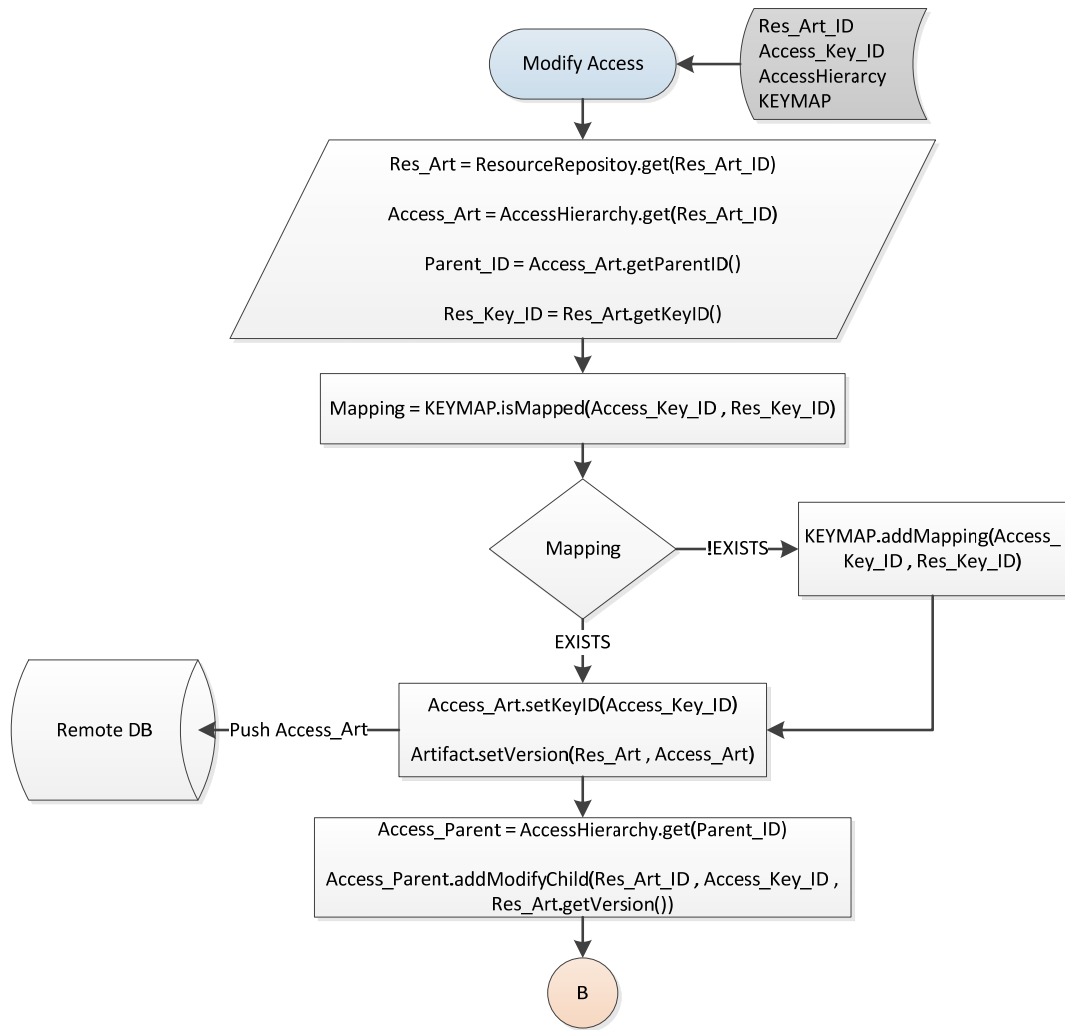 Res_Art_ID
Access_Key_ID
AccessHierarcy
KEYMAP
Modify Access
Res_Art = ResourceRepositoy.get(Res_Art_ID)
Access_Art = AccessHierarchy.get(Res_Art_ID)
Parent_ID = Access_Art.getParentID()
Res_Key_ID = Res_Art.getKeyID()
Mapping = KEYMAP.isMapped(Access_Key_ID , Res_Key_ID)
Mapping
!EXISTS
KEYMAP.addMapping(Access_
Key_ID , Res_Key_ID)
EXISTS
Access_Art.setKeyID(Access_Key_ID)
Artifact.setVersion(Res_Art , Access_Art)
Push Access_Art
Remote DB
Access_Parent = AccessHierarchy.get(Parent_ID)
Access_Parent.addModifyChild(Res_Art_ID , Access_Key_ID ,
Res_Art.getVersion())
B